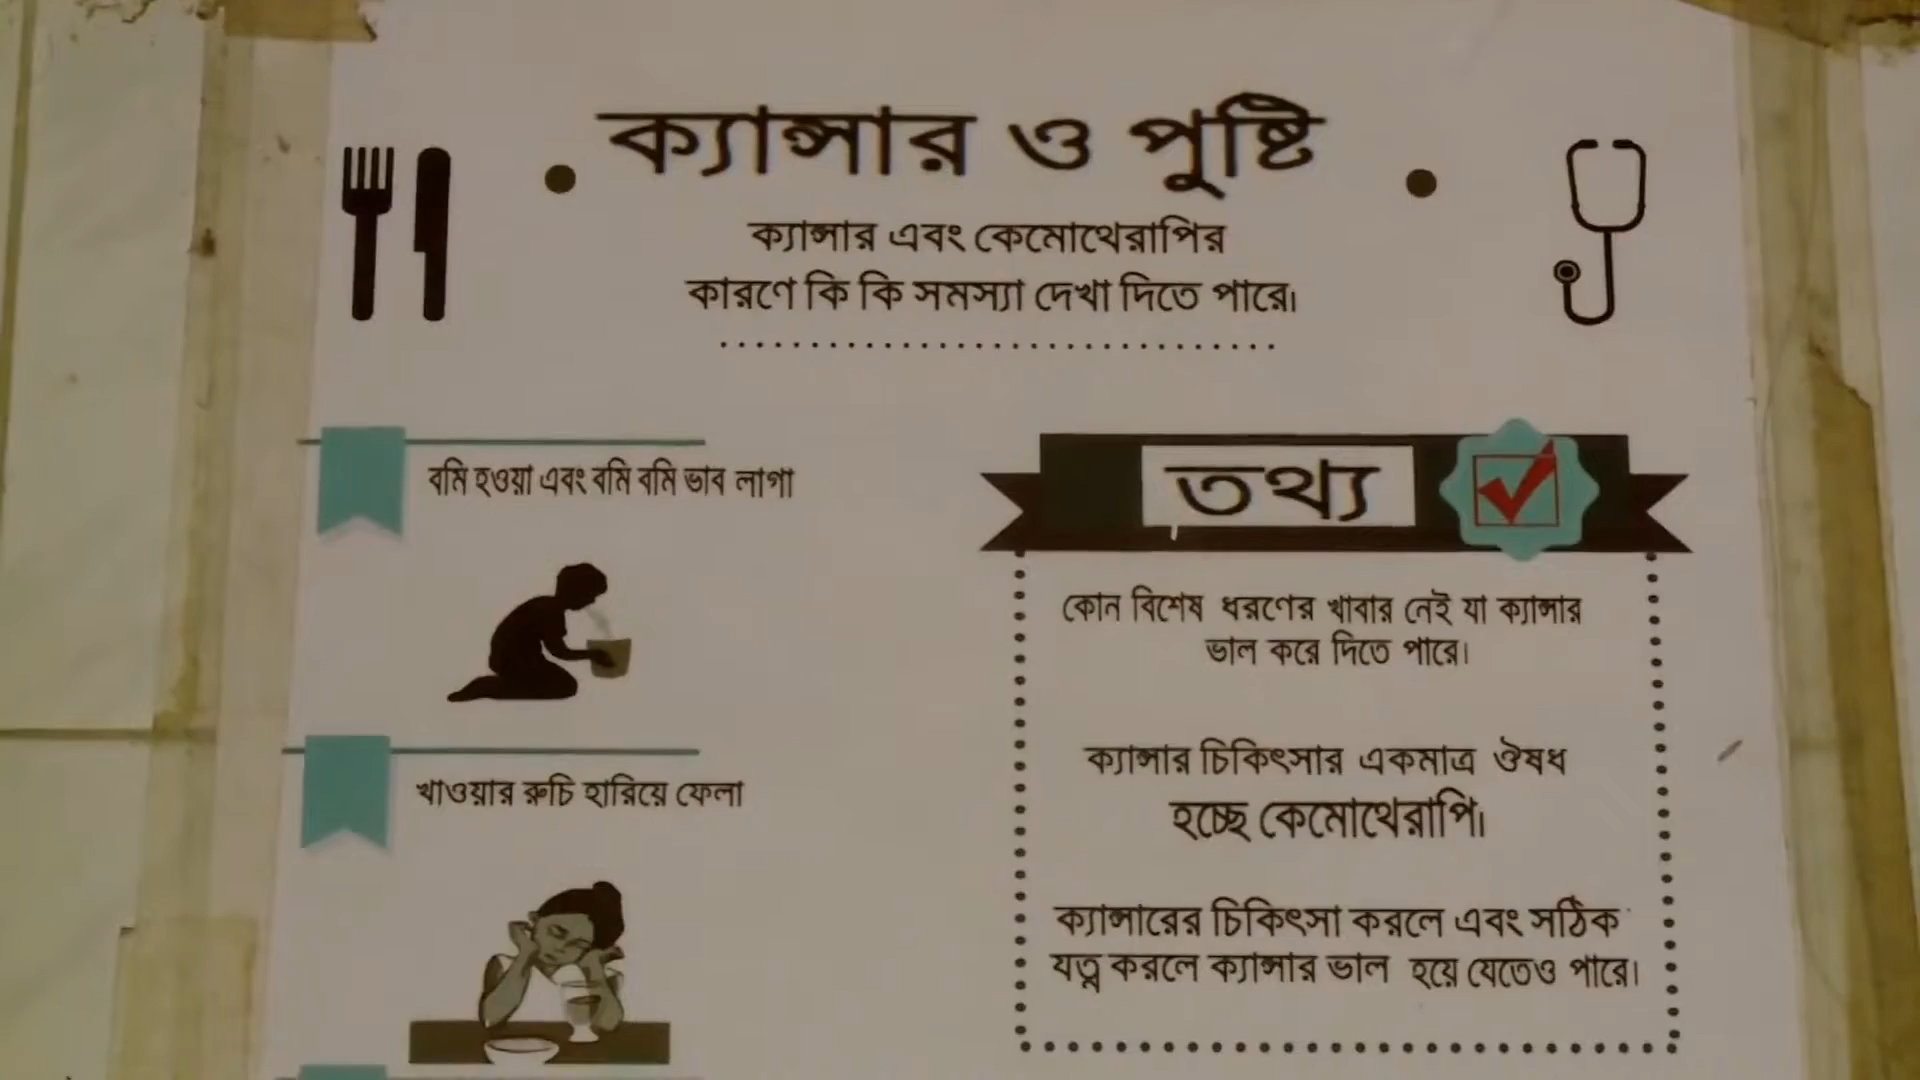 ক্যান্সার ও পুষ্টি
ক্যান্সার এবং কেমোথেরাপির
কারণে কি কি সমস্যা দেখা দিতে পারে।
বমি হওয়া এবং বমি বমি ভাব লাগা
খাওয়ার রুচি হারিয়ে ফেলা
তথ্য
কোন বিশেষ ধরণের খাবার নেই যা ক্যান্সার
ভাল করে দিতে পারে।
ক্যান্সার চিকিৎসার একমাত্র ঔষধ
হচ্ছে কেমোথেরাপি।
ক্যান্সারের চিকিৎসা করলে এবং সঠিক
যত্ন করলে ক্যান্সার ভাল হয়ে যেতেও পারে।